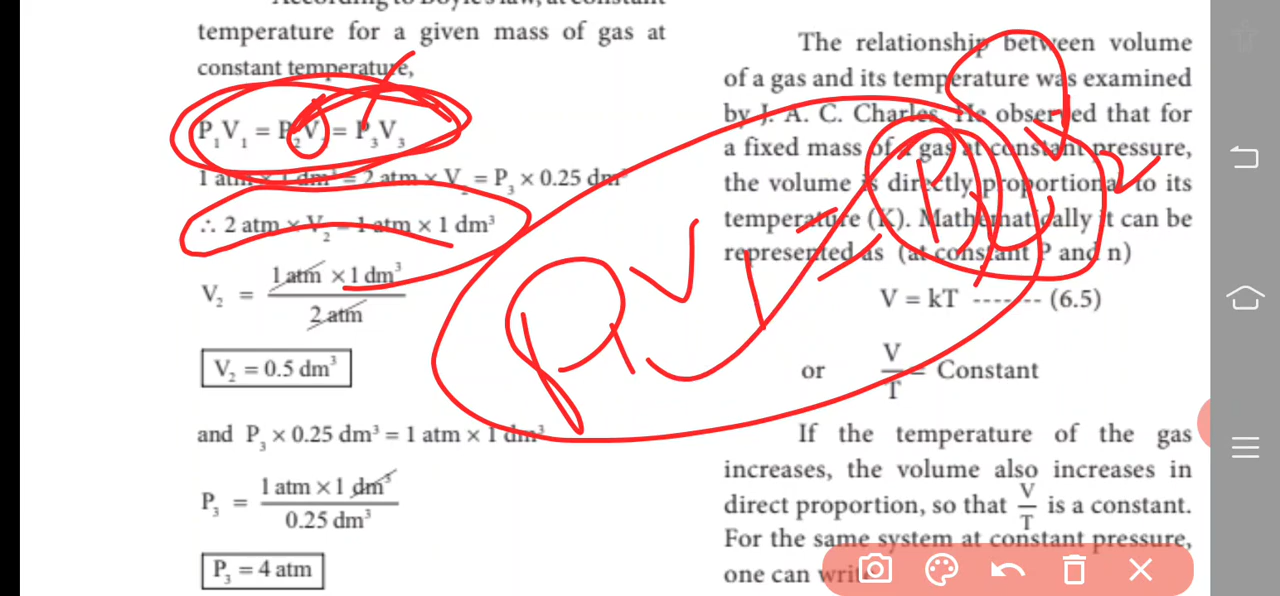 temperature for a given mass of gas at
constant temperature,
P₁V₁ = P₂V₂ = P₃V₃
1 atm × 1 dm³ = 2 atm × V₂ = P₃ × 0.25 dm³
∴ 2 atm × V₂ = 1 atm × 1 dm³
V₂ = 1 atm × 1 dm³
2 atm
V₂ = 0.5 dm³
and P₃ × 0.25 dm³ = 1 atm × 1 dm³
P₃ = 1 atm × 1 dm³
0.25 dm³
P₃ = 4 atm
The relationship between volume
of a gas and its temperature was examined
by J. A. C. Charles. He observed that for
a fixed mass of a gas at constant pressure,
the volume is directly proportional to its
temperature (K). Mathematically it can be
represented as (at constant P and n)
V = kT ------- (6.5)
or V/T = Constant
If the temperature of the gas
increases, the volume also increases in
direct proportion, so that V/T is a constant.
For the same system at constant pressure,
one can write